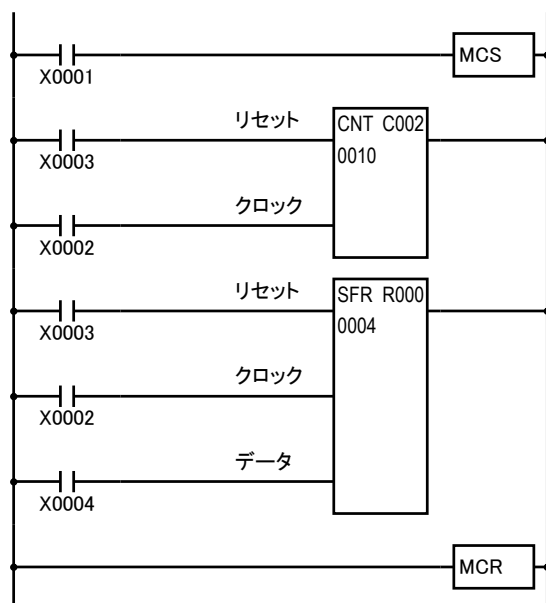 MCS
X0001
リセット
CNT C002
X0003
0010
クロック
X0002
リセット
SFR R000
X0003
0004
クロック
X0002
データ
X0004
MCR